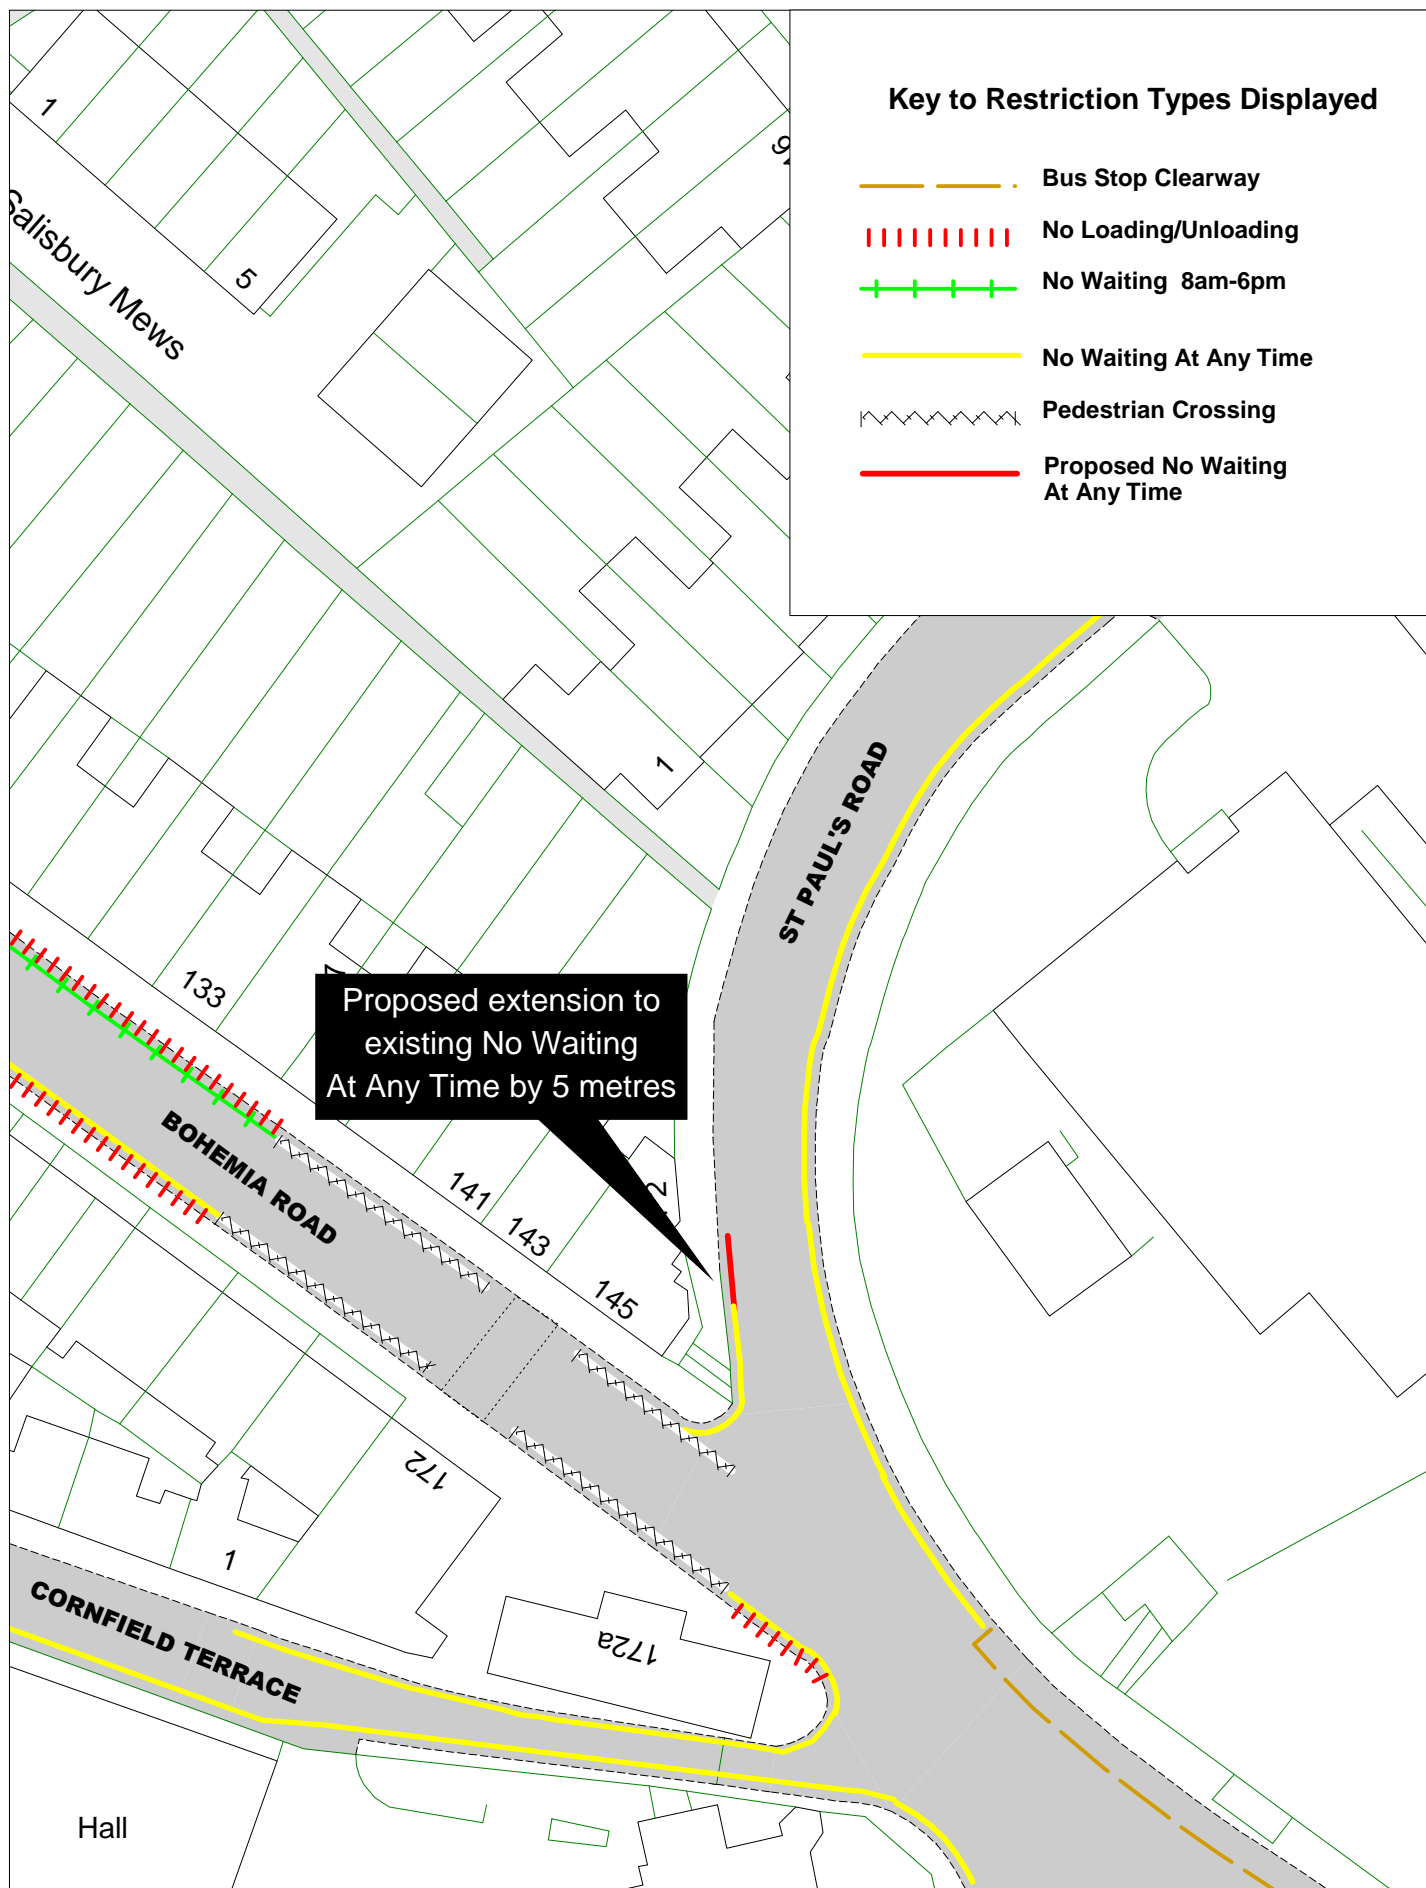 Key to Restriction Types Displayed
Bus Stop Clearway
No Loading/Unloading
No Waiting 8am-6pm
No Waiting At Any Time
Pedestrian Crossing
Proposed No Waiting
At Any Time
1
5
Salisbury Mews
1
ST PAUL'S ROAD
133
Proposed extension to
existing No Waiting
At Any Time by 5 metres
BOHEMIA ROAD
141
143
145
172
1
CORNFIELD TERRACE
172a
Hall